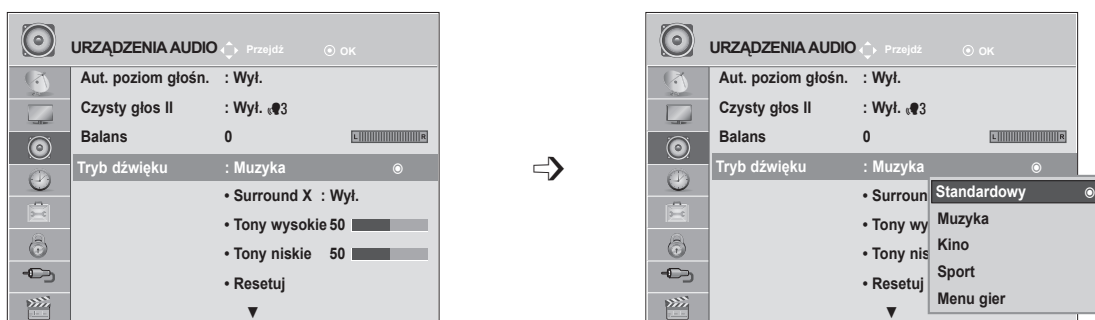 URZĄDZENIA AUDIO Przejdź OK
Aut. poziom głośn. : Wył.
Czysty głos II : Wył. 3
Balans 0 L R
Tryb dźwięku : Muzyka
• Surround X : Wył.
• Tony wysokie 50
• Tony niskie 50
• Resetuj
▼
URZĄDZENIA AUDIO Przejdź OK
Aut. poziom głośn. : Wył.
Czysty głos II : Wył. 3
Balans 0 L R
Tryb dźwięku : Muzyka
• Surroun
• Tony wy
• Tony nis
• Resetuj
▼
Standardowy
Muzyka
Kino
Sport
Menu gier